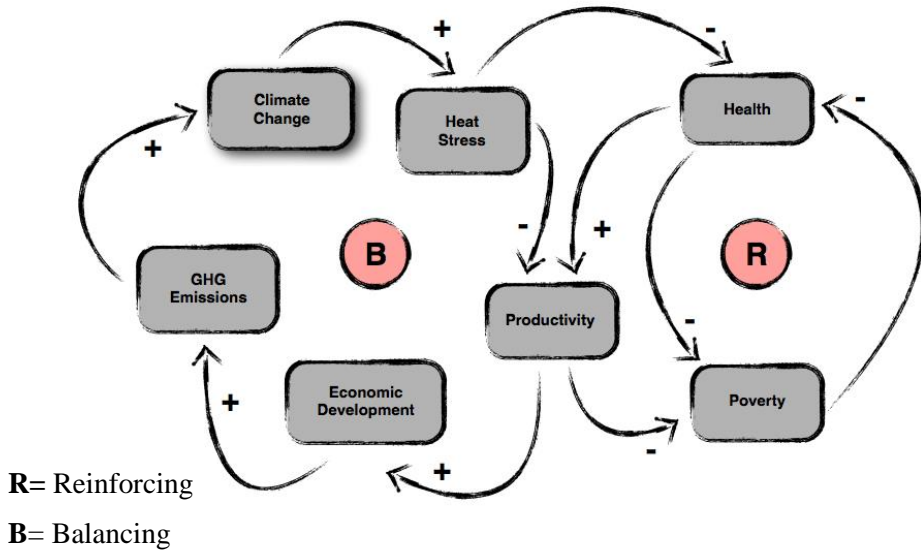 +
-
Climate
Change
Heat
Stress
Health
-
+
-
+
B
R
GHG
Emissions
Productivity
-
Economic
Development
Poverty
+
+
-
R= Reinforcing
B= Balancing